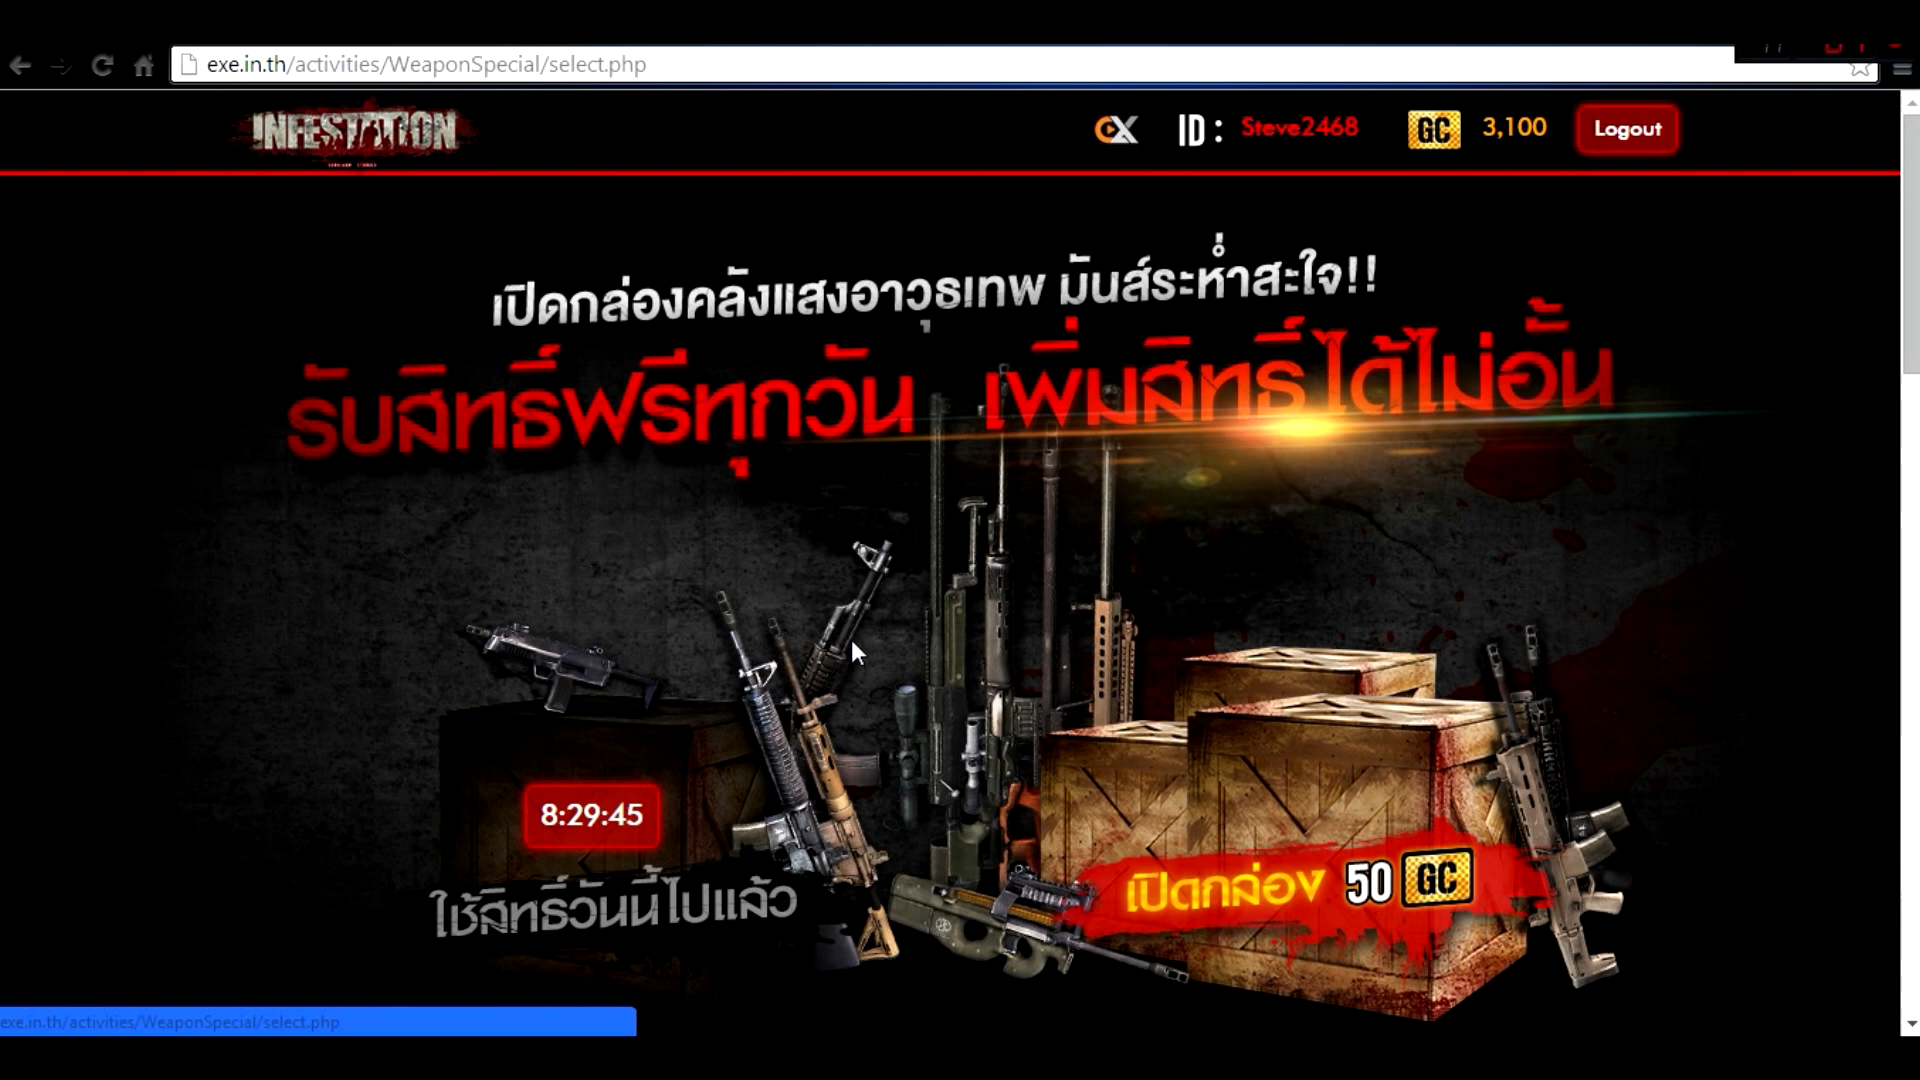 exe.in.th/activities/WeaponSpecial/select.php
INFESTATION
CX ID : Steve2468 GC 3,100 Logout
เปิดกล่องคลังแสงอาวุธเทพ มันส์ระห่ำสะใจ!!
รับสิทธิ์ฟรีทุกวัน เพิ่มสิทธิ์ได้ไม่อั้น
8:29:45
ใช้สิทธิ์วันนี้ไปแล้ว
เปิดกล่อง 50 GC
exe.in.th/activities/WeaponSpecial/select.php